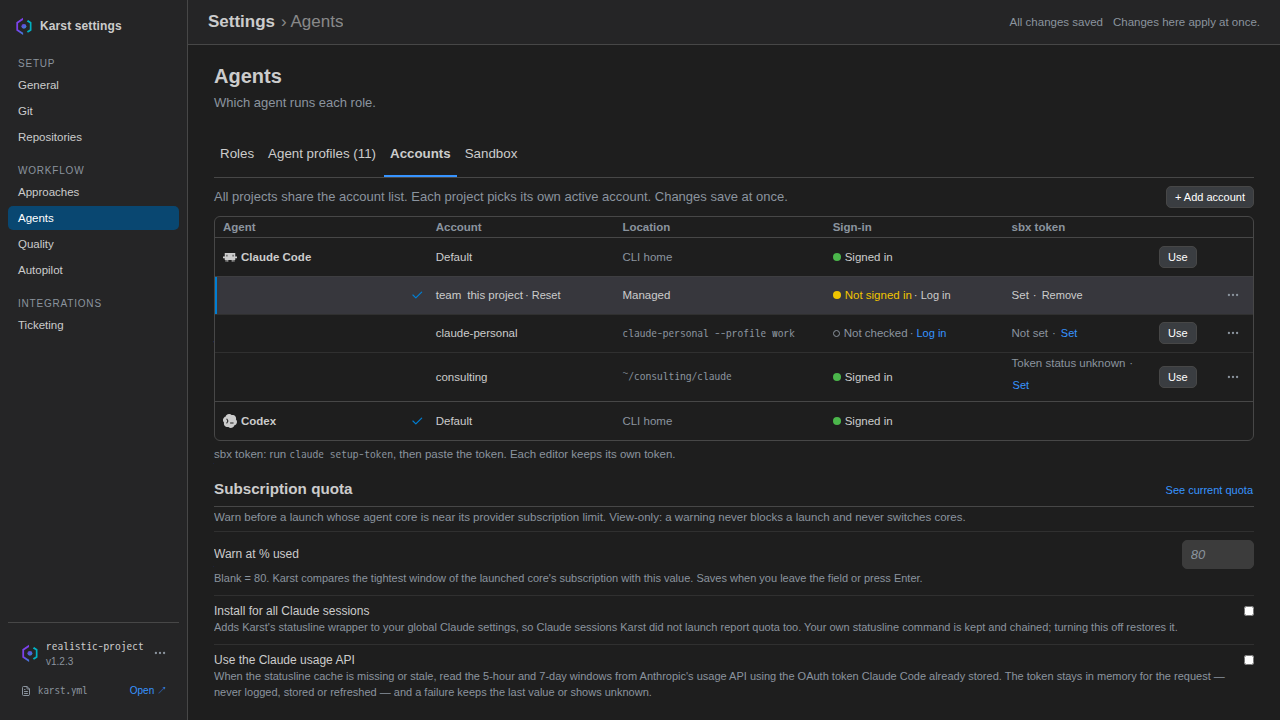 Karst settings
Settings › Agents
All changes saved Changes here apply at once.
SETUP
General
Git
Repositories
WORKFLOW
Approaches
Agents
Quality
Autopilot
INTEGRATIONS
Ticketing
realistic-project
v1.2.3
karst.yml
Open ↗
Agents
Which agent runs each role.
Roles Agent profiles (11) Accounts Sandbox
All projects share the account list. Each project picks its own active account. Changes save at once.
+ Add account
Agent Account Location Sign-in sbx token
Claude Code Default CLI home Signed in Use
team this project · Reset Managed Not signed in · Log in Set · Remove ···
claude-personal claude-personal --profile work Not checked · Log in Not set · Set Use ···
consulting ~/consulting/claude Signed in Token status unknown · Set Use ···
Codex Default CLI home Signed in
sbx token: run claude setup-token, then paste the token. Each editor keeps its own token.
Subscription quota
See current quota
Warn before a launch whose agent core is near its provider subscription limit. View-only: a warning never blocks a launch and never switches cores.
Warn at % used
80
Blank = 80. Karst compares the tightest window of the launched core's subscription with this value. Saves when you leave the field or press Enter.
Install for all Claude sessions
Adds Karst's statusline wrapper to your global Claude settings, so Claude sessions Karst did not launch report quota too. Your own statusline command is kept and chained; turning this off restores it.
Use the Claude usage API
When the statusline cache is missing or stale, read the 5-hour and 7-day windows from Anthropic's usage API using the OAuth token Claude Code already stored. The token stays in memory for the request —
never logged, stored or refreshed — and a failure keeps the last value or shows unknown.